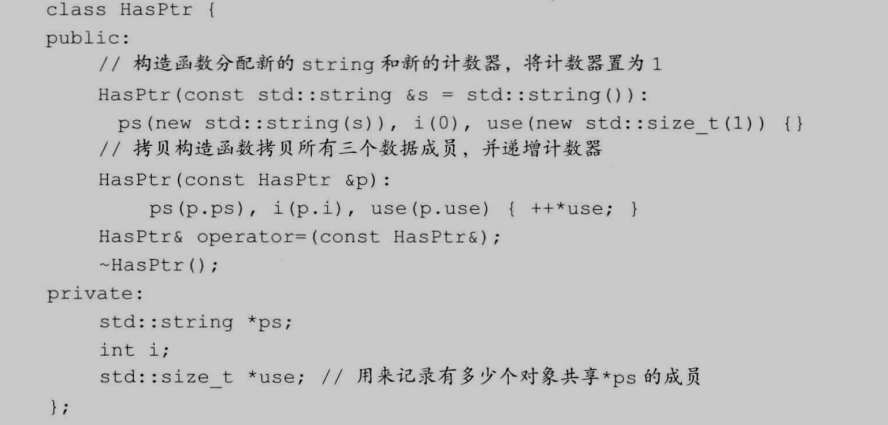 class HasPtr {
public:
// 构造函数分配新的 string 和新的计数器，将计数器置为 1
HasPtr(const std::string &s = std::string()):
ps(new std::string(s)), i(0), use(new std::size_t(1)) {}
// 拷贝构造函数拷贝所有三个数据成员，并递增计数器
HasPtr(const HasPtr &p):
ps(p.ps), i(p.i), use(p.use) { ++*use; }
HasPtr& operator=(const HasPtr&);
~HasPtr();
private:
std::string *ps;
int i;
std::size_t *use; // 用来记录有多少个对象共享*ps 的成员
};